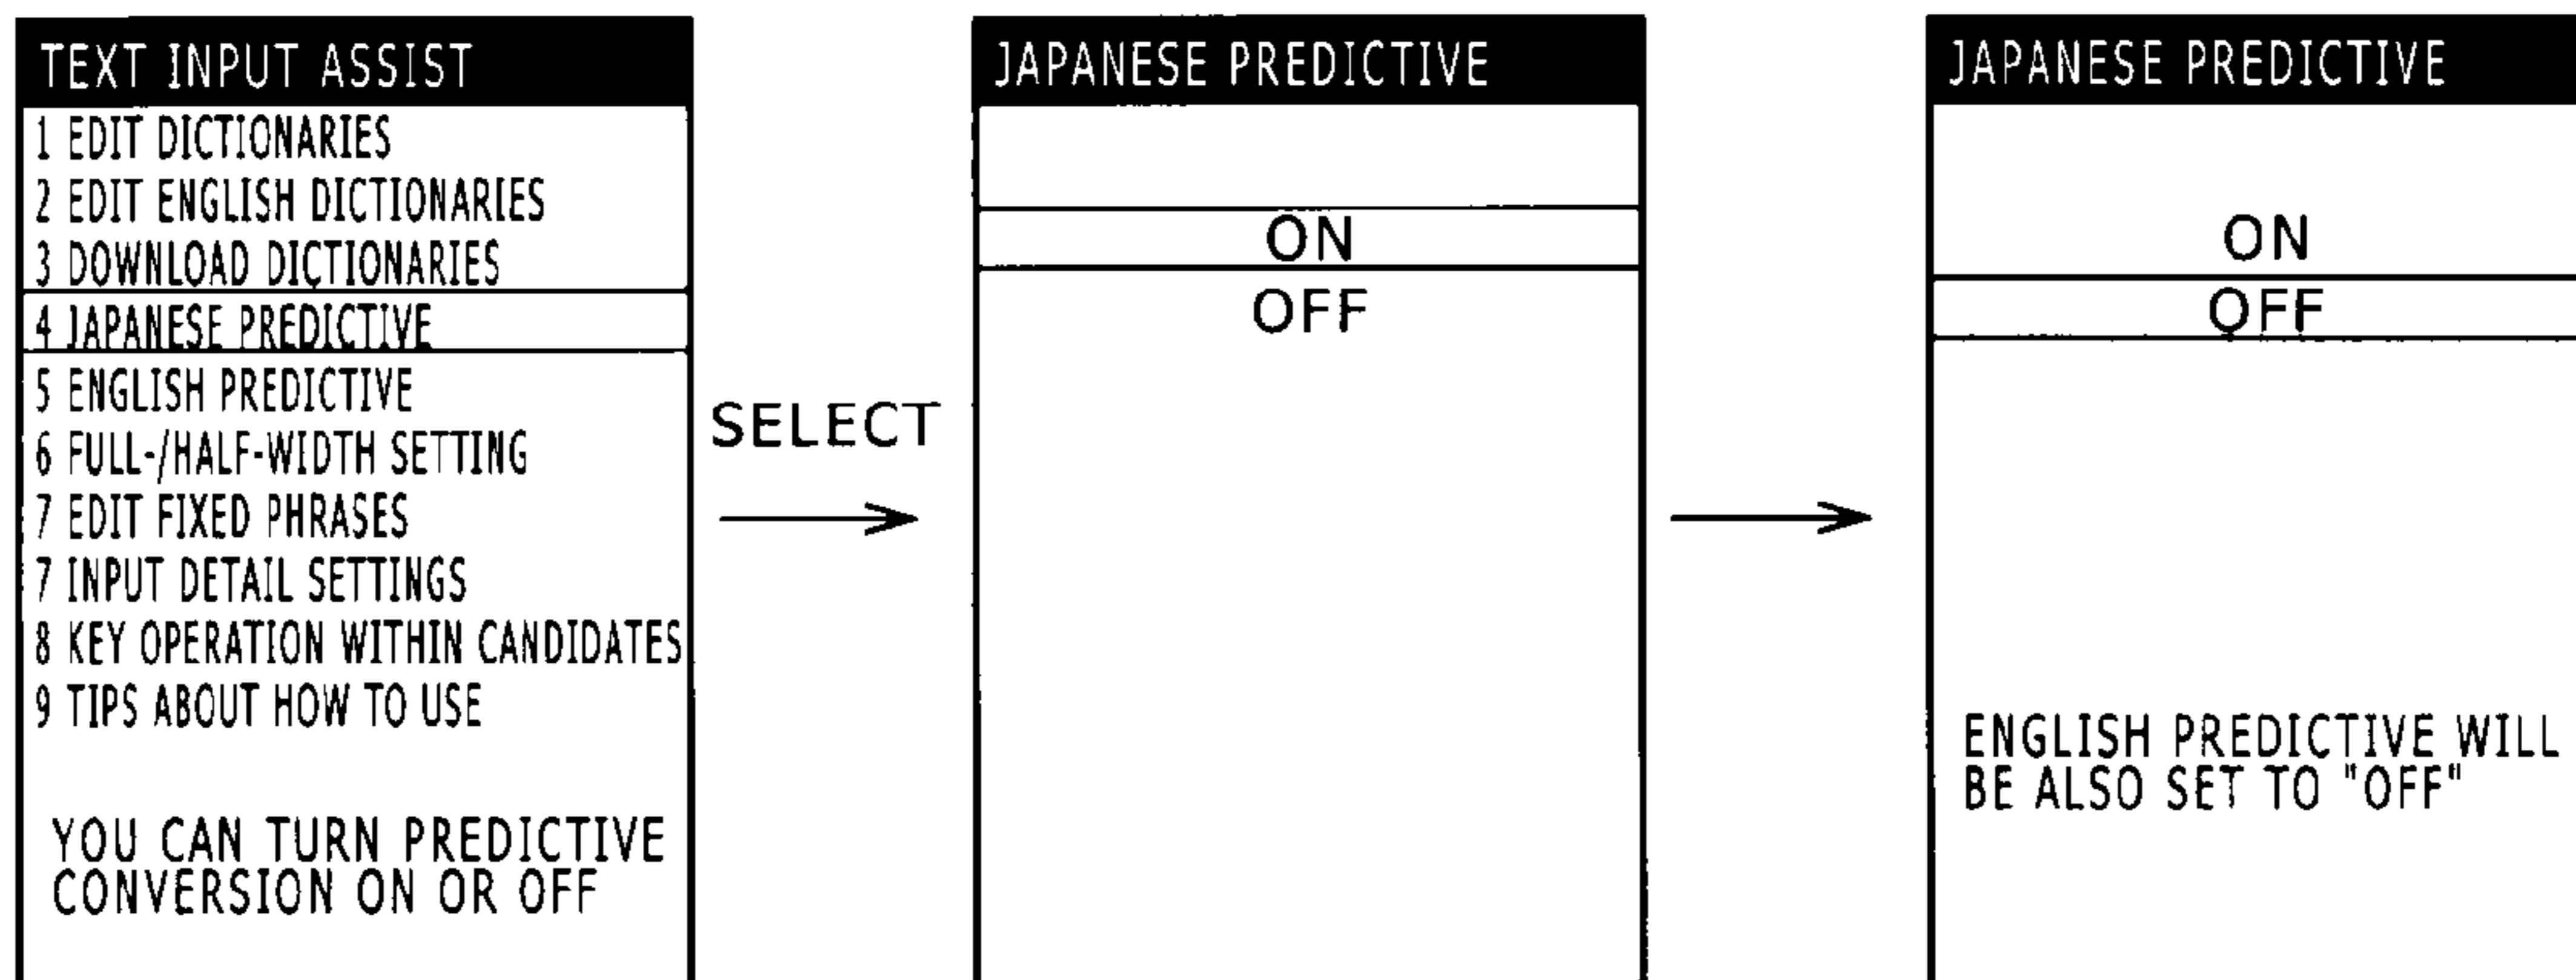 TEXT INPUT ASSIST
1 EDIT DICTIONARIES
2 EDIT ENGLISH DICTIONARIES
3 DOWNLOAD DICTIONARIES
4 JAPANESE PREDICTIVE
5 ENGLISH PREDICTIVE
6 FULL-/HALF-WIDTH SETTING
7 EDIT FIXED PHRASES
7 INPUT DETAIL SETTINGS
8 KEY OPERATION WITHIN CANDIDATES
9 TIPS ABOUT HOW TO USE
YOU CAN TURN PREDICTIVE
CONVERSION ON OR OFF
SELECT
JAPANESE PREDICTIVE
ON
OFF
JAPANESE PREDICTIVE
ON
OFF
ENGLISH PREDICTIVE WILL
BE ALSO SET TO "OFF"